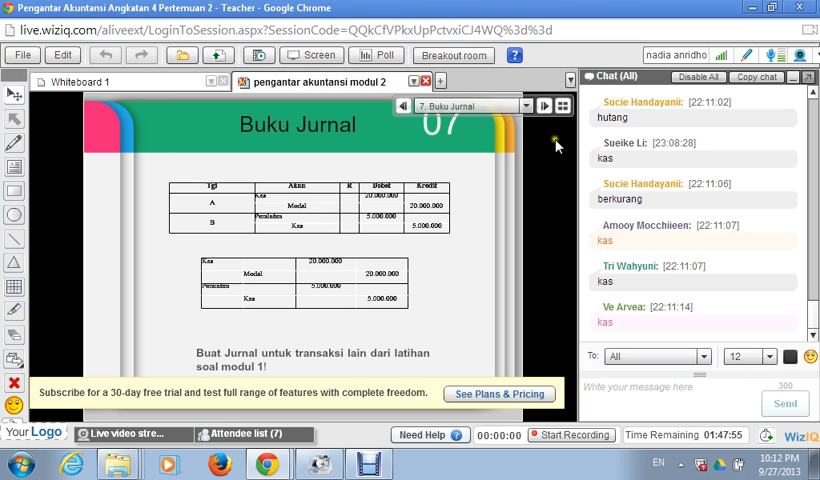 Pengantar Akuntansi Angkatan 4 Pertemuan 2 - Teacher - Google Chrome
live.wiziq.com/aliveext/LoginToSession.aspx?SessionCode=QQkCfVPkxUpPctvxiCJ4WQ%3d%3d
File Edit Screen Poll Breakout room ? nadia anridho
Whiteboard 1 pengantar akuntansi modul 2
7. Buku Jurnal
Buku Jurnal 07
Tgl Akun R Debet Kredit
A Kas 20.000.000
Modal 20.000.000
B Peralatan 5.000.000
Kas 5.000.000
Kas 20.000.000
Modal 20.000.000
Peralatan 5.000.000
Kas 5.000.000
Buat Jurnal untuk transaksi lain dari latihan
soal modul 1!
Subscribe for a 30-day free trial and test full range of features with complete freedom. See Plans & Pricing
Chat (All) Disable All Copy chat
Sucie Handayanii: [22:11:02]
hutang
Sueike Li: [23:08:28]
kas
Sucie Handayanii: [22:11:06]
berkurang
Amooy Mocchiieen: [22:11:07]
kas
Tri Wahyuni: [22:11:07]
kas
Ve Arvea: [22:11:14]
kas
To: All 12
Write your message here. 300
Send
Your Logo Live video stre... Attendee list (7) Need Help ? 00:00:00 Start Recording Time Remaining 01:47:55 WizIQ
EN 10:12 PM
9/27/2013